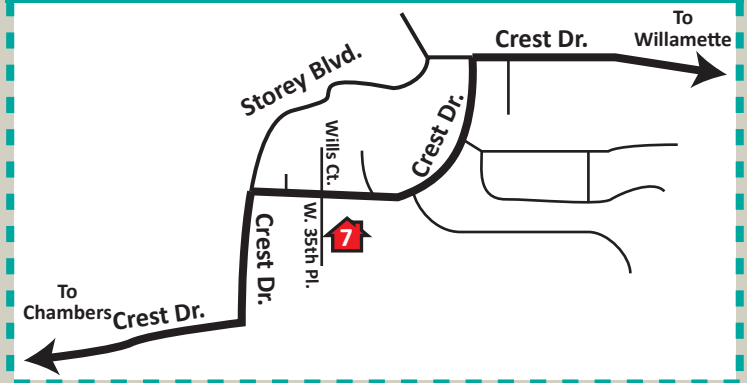 To
Willamette
Crest Dr.
Storey Blvd.
Crest Dr.
Wills Ct.
W. 35th Pl.
7
Crest Dr.
To
Chambers
Crest Dr.